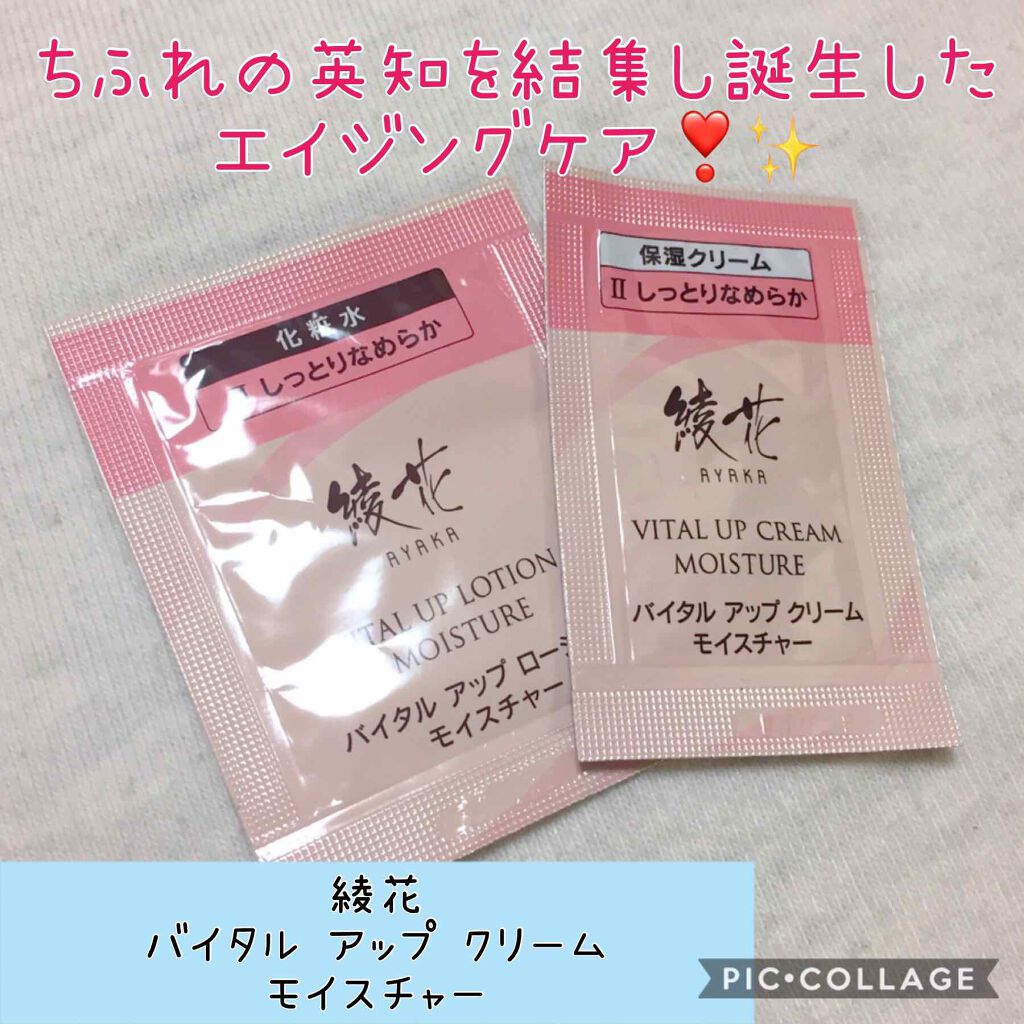 ちふれの英知を結集し誕生した
エイジングケア❣️✨
化粧水
Ⅱ しっとりなめらか
綾花
AYAKA
VITAL UP LOTION
MOISTURE
バイタル アップ ローシ
モイスチャー
保湿クリーム
Ⅱ しっとりなめらか
綾花
AYAKA
VITAL UP CREAM
MOISTURE
バイタル アップ クリーム
モイスチャー
綾花
バイタル アップ クリーム
モイスチャー
PIC•COLLAGE